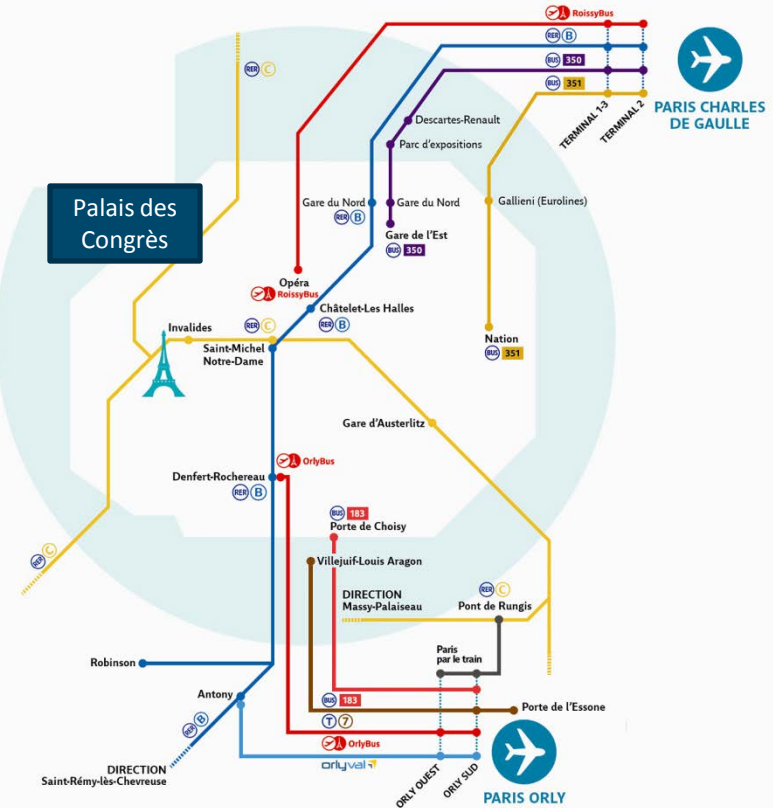 RoissyBus
RER B
BUS 350
BUS 351
TERMINAL 1-3
TERMINAL 2
PARIS CHARLES
DE GAULLE
RER C
Descartes-Renault
Parc d'expositions
Palais des
Congrès
Gare du Nord
RER B
Gare du Nord
Gallieni (Eurolines)
Gare de l'Est
BUS 350
Opéra
RoissyBus
Châtelet-Les Halles
RER B
Invalides
RER C
Saint-Michel
Notre-Dame
Nation
BUS 351
Gare d'Austerlitz
OrlyBus
Denfert-Rochereau
RER B
BUS 183
Porte de Choisy
RER C
Villejuif-Louis Aragon
DIRECTION
Massy-Palaiseau
RER C
Pont de Rungis
Paris
par le train
Robinson
Antony
BUS 183
Porte de l'Essone
RER B
T 7
OrlyBus
orlyval
DIRECTION
Saint-Rémy-lès-Chevreuse
ORLY OUEST
ORLY SUD
PARIS ORLY